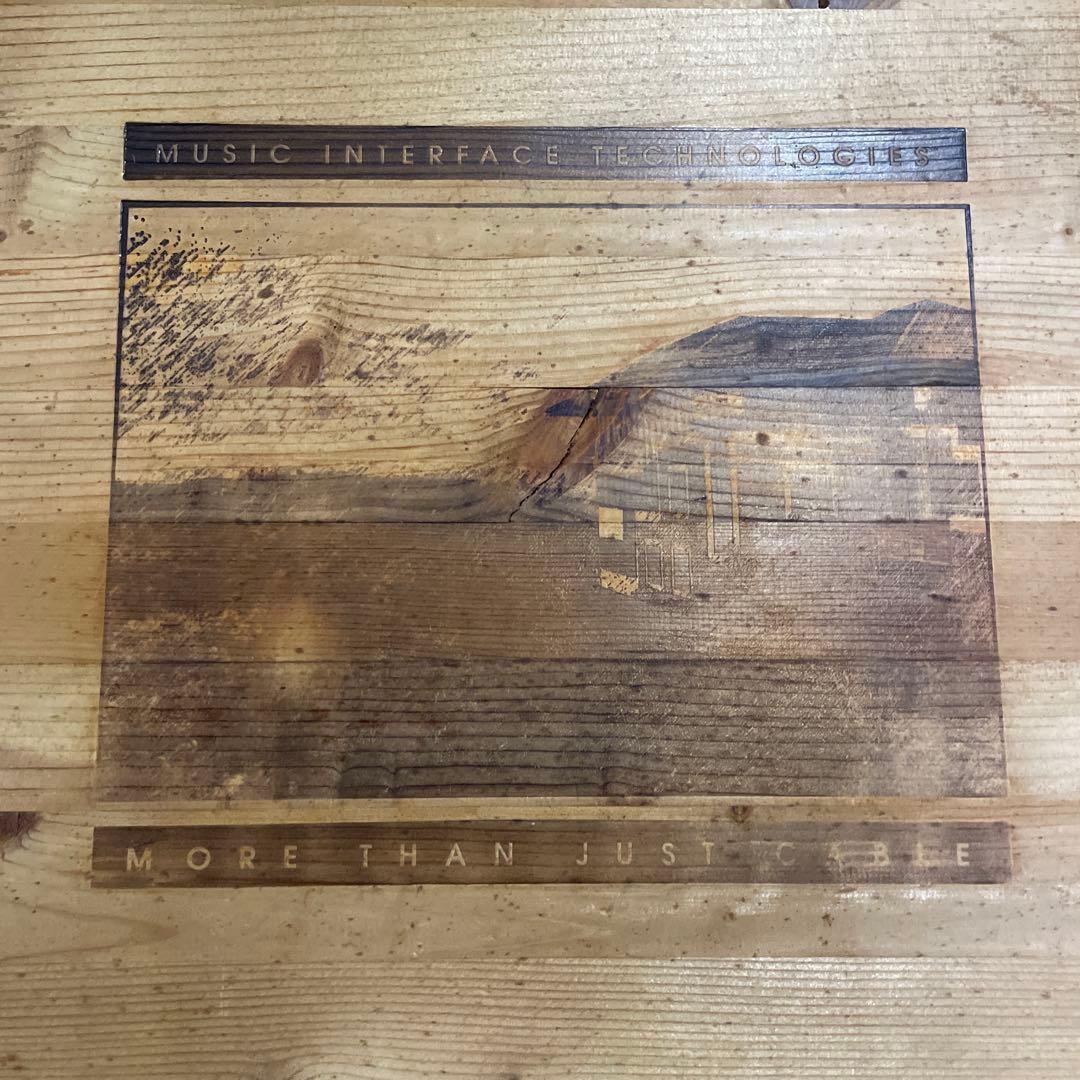 MUSIC INTERFACE TECHNOLOGIES
MORE THAN JUST CABLE